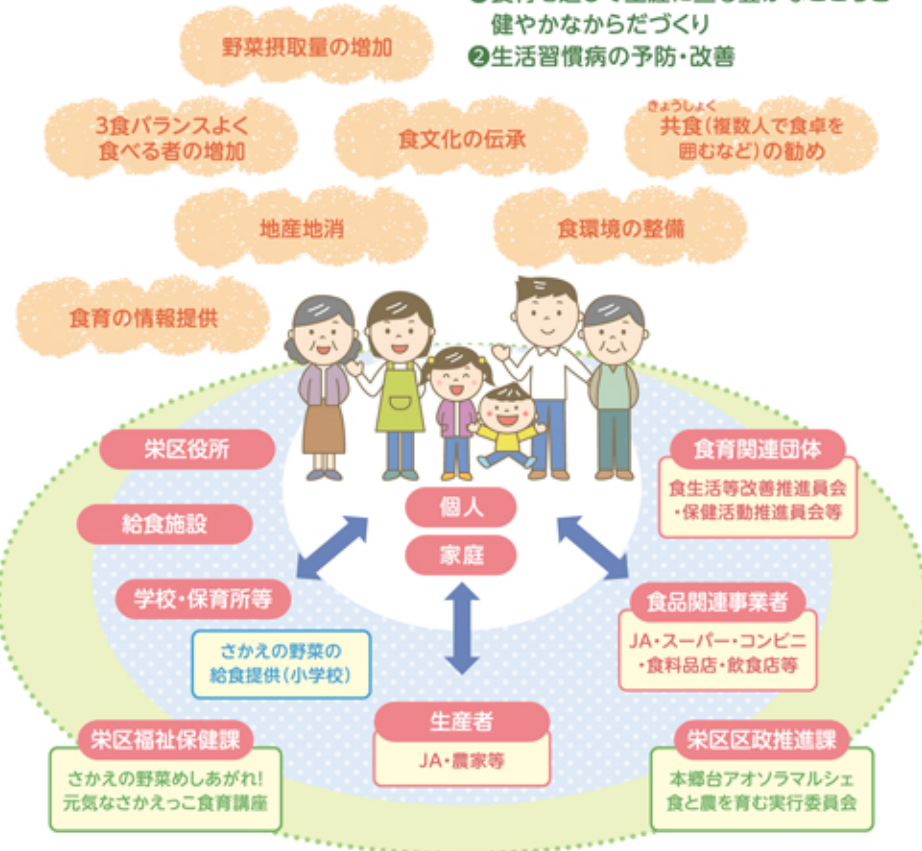 健やかなからだづくり
❷生活習慣病の予防・改善
野菜摂取量の増加
3食バランスよく
食べる者の増加
食文化の伝承
きょうしょく
共食(複数人で食卓を
囲むなど)の勧め
地産地消
食環境の整備
食育の情報提供
栄区役所
給食施設
学校・保育所等
さかえの野菜の
給食提供(小学校)
個人
家庭
食育関連団体
食生活等改善推進員会
・保健活動推進員会等
食品関連事業者
JA・スーパー・コンビニ
・食料品店・飲食店等
生産者
JA・農家等
栄区福祉保健課
さかえの野菜めしあがれ!
元気なさかえっこ食育講座
栄区区政推進課
本郷台アオソラマルシェ
食と農を育む実行委員会